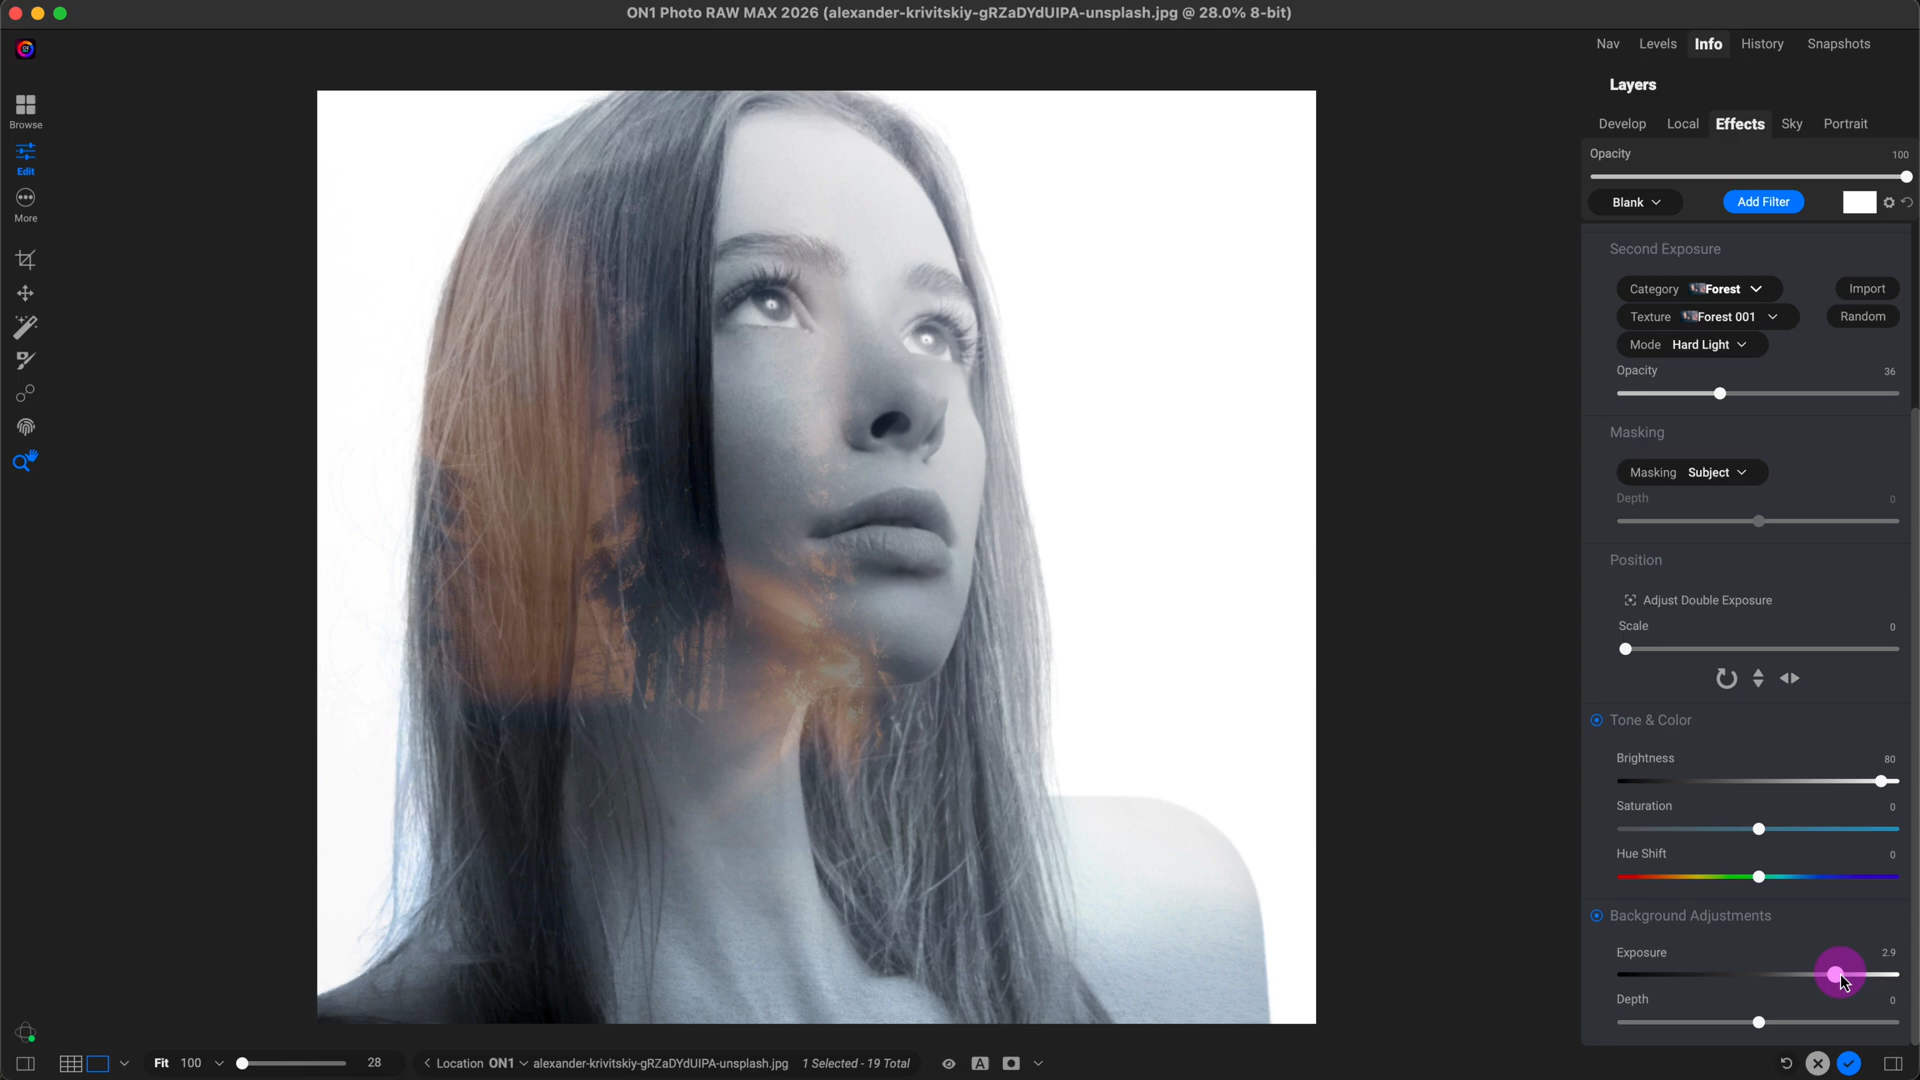 ON1 Photo RAW MAX 2026 (alexander-krivitskiy-gRZaDYdUIPA-unsplash.jpg @ 28.0% 8-bit)
Nav Levels Info History Snapshots
Layers
Browse
Edit
More
Develop Local Effects Sky Portrait
Opacity 100
Blank Add Filter
Second Exposure
Category Forest Import
Texture Forest 001 Random
Mode Hard Light
Opacity 36
Masking
Masking Subject
Depth 0
Position
Adjust Double Exposure
Scale 0
Tone & Color
Brightness 80
Saturation 0
Hue Shift 0
Background Adjustments
Exposure 2.9
Depth 0
Fit 100 28 Location ON1 alexander-krivitskiy-gRZaDYdUIPA-unsplash.jpg 1 Selected - 19 Total A